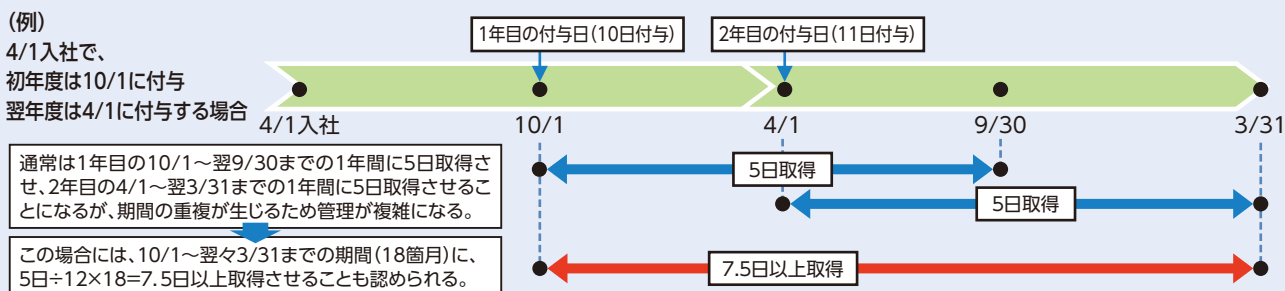 (例)
4/1入社で、
初年度は10/1に付与
翌年度は4/1に付与する場合
1年目の付与日(10日付与)
2年目の付与日(11日付与)
4/1入社
10/1
4/1
9/30
3/31
通常は1年目の10/1~翌9/30までの1年間に5日取得さ
せ、2年目の4/1~翌3/31までの1年間に5日取得させるこ
とになるが、期間の重複が生じるため管理が複雑になる。
5日取得
5日取得
この場合には、10/1~翌々3/31までの期間(18箇月)に、
5日÷12×18=7.5日以上取得させることも認められる。
7.5日以上取得